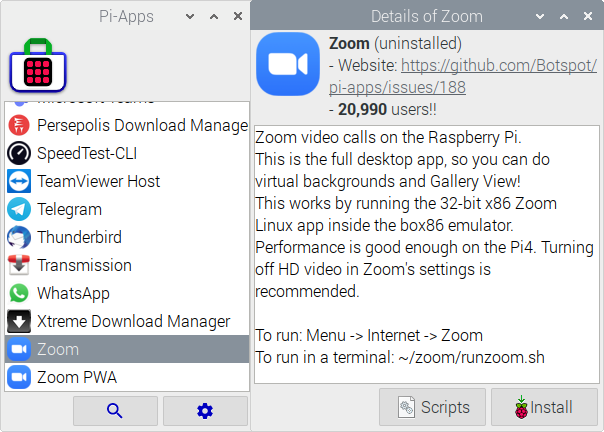 Pi-Apps
Microsoft Teams
Persepolis Download Manage
SpeedTest-CLI
TeamViewer Host
Telegram
Thunderbird
Transmission
WhatsApp
Xtreme Download Manager
Zoom
Zoom PWA
Details of Zoom
Zoom (uninstalled)
- Website: https://github.com/Botspot/
pi-apps/issues/188
- 20,990 users!!
Zoom video calls on the Raspberry Pi.
This is the full desktop app, so you can do
virtual backgrounds and Gallery View!
This works by running the 32-bit x86 Zoom
Linux app inside the box86 emulator.
Performance is good enough on the Pi4. Turning
off HD video in Zoom's settings is
recommended.
To run: Menu -> Internet -> Zoom
To run in a terminal: ~/zoom/runzoom.sh
Scripts
Install